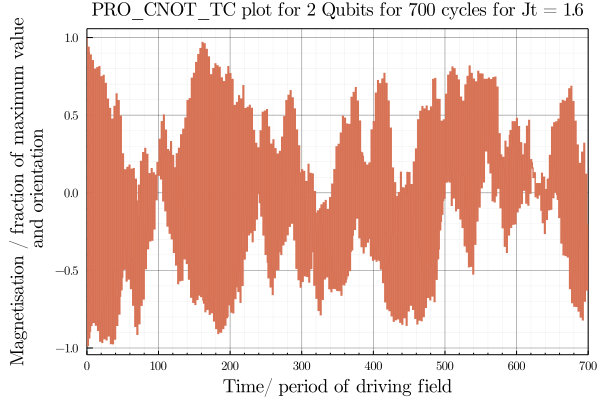 PRO_CNOT_TC plot for 2 Qubits for 700 cycles for Jt = 1.6
Magnetisation / fraction of maximum value
and orientation
1.0
0.5
0.0
−0.5
−1.0
0 100 200 300 400 500 600 700
Time/ period of driving field